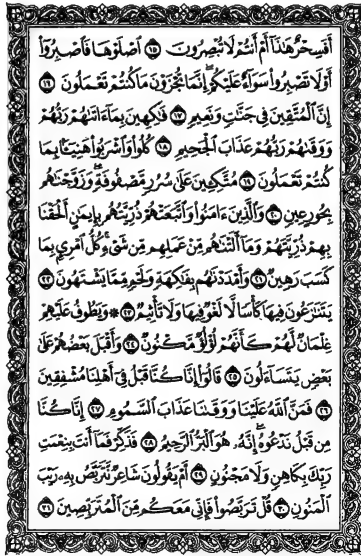 أَفَسِحْرٌ هَٰذَآ أَمْ أَنتُمْ لَا تُبْصِرُونَ ١٥ ٱصْلَوْهَا فَٱصْبِرُوٓا۟
أَوْ لَا تَصْبِرُوا۟ سَوَآءٌ عَلَيْكُمْ ۖ إِنَّمَا تُجْزَوْنَ مَا كُنتُمْ تَعْمَلُونَ ١٦
إِنَّ ٱلْمُتَّقِينَ فِى جَنَّٰتٍ وَنَعِيمٍ ١٧ فَٰكِهِينَ بِمَآ ءَاتَىٰهُمْ رَبُّهُمْ
وَوَقَىٰهُمْ رَبُّهُمْ عَذَابَ ٱلْجَحِيمِ ١٨ كُلُوا۟ وَٱشْرَبُوا۟ هَنِيٓـًٔۢا بِمَا
كُنتُمْ تَعْمَلُونَ ١٩ مُتَّكِـِٔينَ عَلَىٰ سُرُرٍ مَّصْفُوفَةٍ ۖ وَزَوَّجْنَٰهُم
بِحُورٍ عِينٍ ٢٠ وَٱلَّذِينَ ءَامَنُوا۟ وَٱتَّبَعَتْهُمْ ذُرِّيَّتُهُم بِإِيمَٰنٍ أَلْحَقْنَا
بِهِمْ ذُرِّيَّتَهُمْ وَمَآ أَلَتْنَٰهُم مِّنْ عَمَلِهِم مِّن شَىْءٍ ۚ كُلُّ ٱمْرِئٍۭ بِمَا
كَسَبَ رَهِينٌ ٢١ وَأَمْدَدْنَٰهُم بِفَٰكِهَةٍ وَلَحْمٍ مِّمَّا يَشْتَهُونَ ٢٢
يَتَنَٰزَعُونَ فِيهَا كَأْسًا لَّا لَغْوٌ فِيهَا وَلَا تَأْثِيمٌ ٢٣ ۞ وَيَطُوفُ عَلَيْهِمْ
غِلْمَانٌ لَّهُمْ كَأَنَّهُمْ لُؤْلُؤٌ مَّكْنُونٌ ٢٤ وَأَقْبَلَ بَعْضُهُمْ عَلَىٰ
بَعْضٍ يَتَسَآءَلُونَ ٢٥ قَالُوٓا۟ إِنَّا كُنَّا قَبْلُ فِىٓ أَهْلِنَا مُشْفِقِينَ
٢٦ فَمَنَّ ٱللَّهُ عَلَيْنَا وَوَقَىٰنَا عَذَابَ ٱلسَّمُومِ ٢٧ إِنَّا كُنَّا
مِن قَبْلُ نَدْعُوهُ ۖ إِنَّهُۥ هُوَ ٱلْبَرُّ ٱلرَّحِيمُ ٢٨ فَذَكِّرْ فَمَآ أَنتَ بِنِعْمَتِ
رَبِّكَ بِكَاهِنٍ وَلَا مَجْنُونٍ ٢٩ أَمْ يَقُولُونَ شَاعِرٌ نَّتَرَبَّصُ بِهِۦ رَيْبَ
ٱلْمَنُونِ ٣٠ قُلْ تَرَبَّصُوا۟ فَإِنِّى مَعَكُم مِّنَ ٱلْمُتَرَبِّصِينَ ٣١